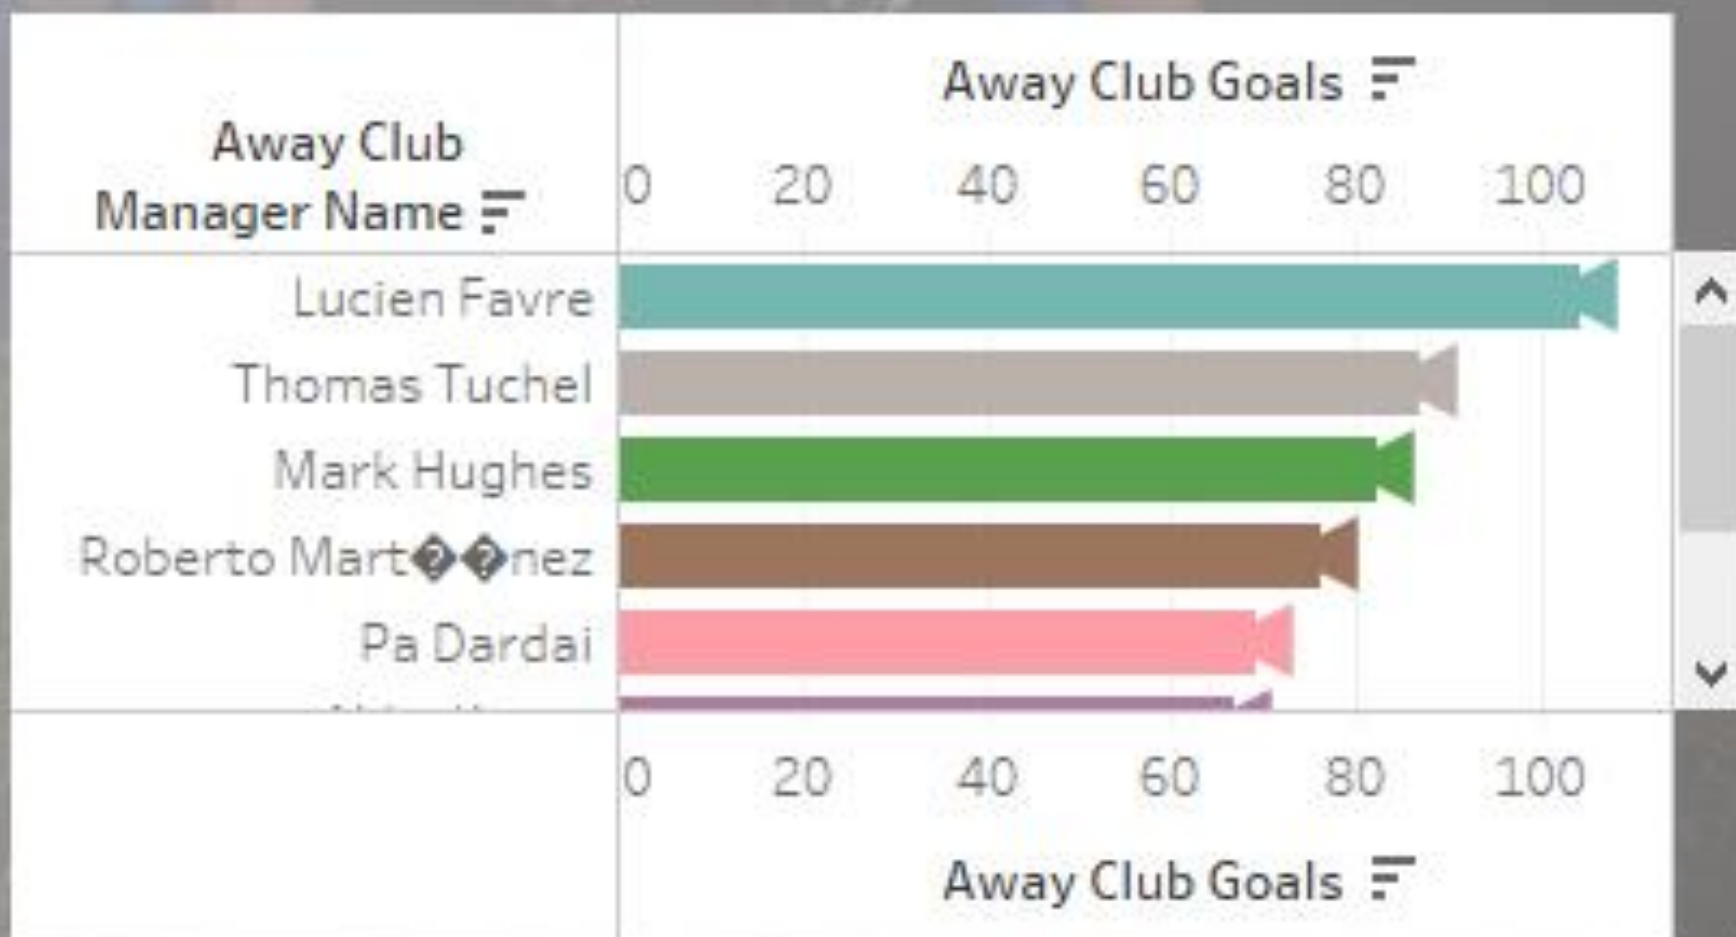 Away Club Goals
Away Club
Manager Name
0 20 40 60 80 100
Lucien Favre
Thomas Tuchel
Mark Hughes
Roberto Mart��nez
Pa Dardai
0 20 40 60 80 100
Away Club Goals